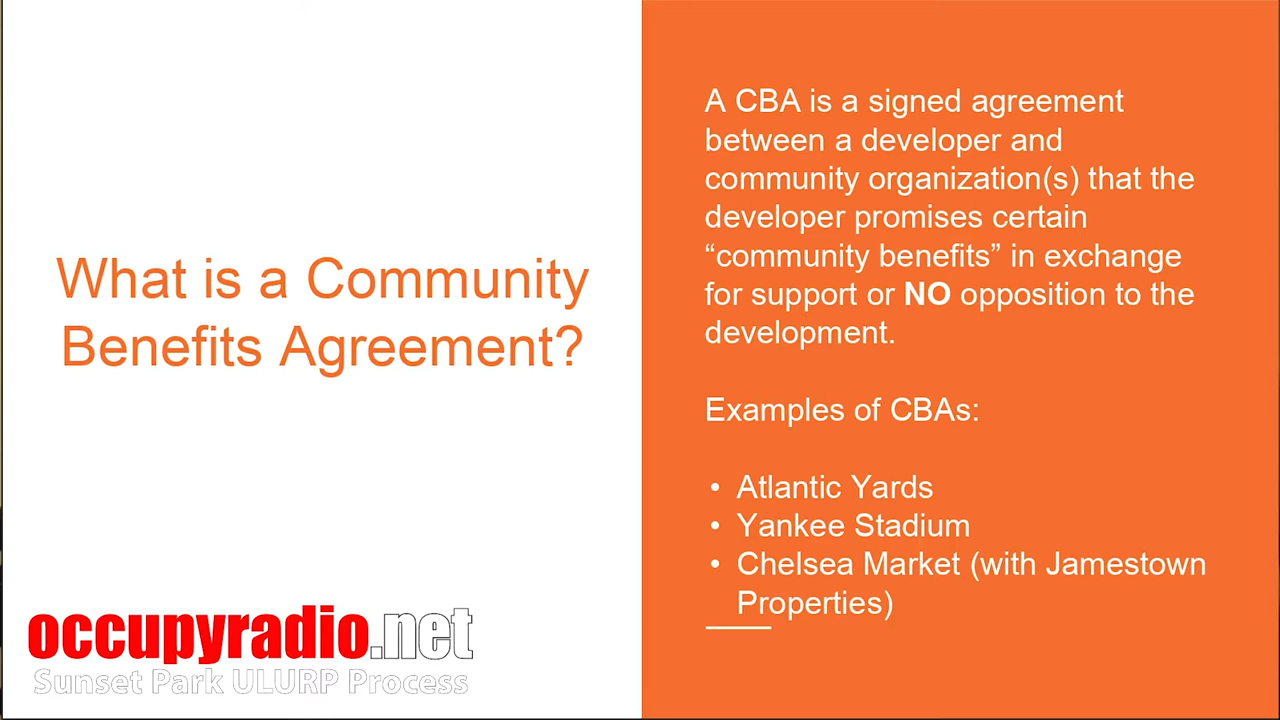 What is a Community
Benefits Agreement?
A CBA is a signed agreement
between a developer and
community organization(s) that the
developer promises certain
“community benefits” in exchange
for support or NO opposition to the
development.
Examples of CBAs:
• Atlantic Yards
• Yankee Stadium
• Chelsea Market (with Jamestown
Properties)
occupyradio.net
Sunset Park ULURP Process